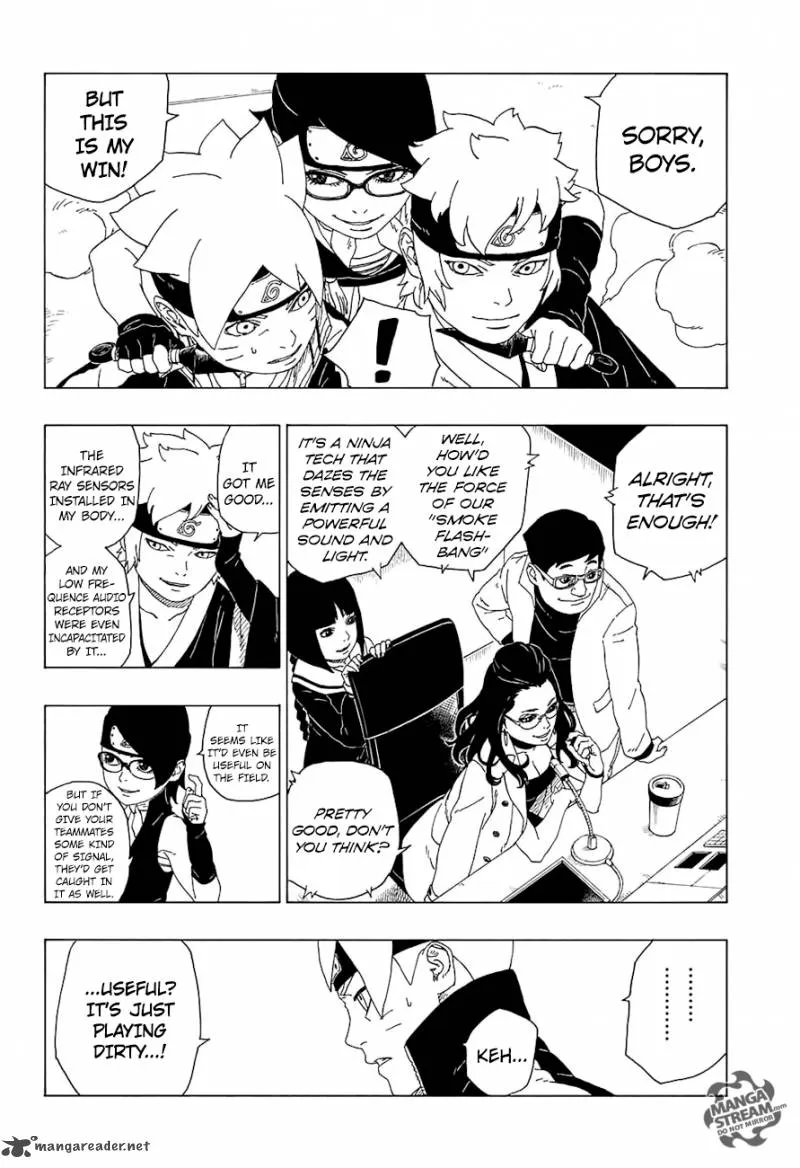 SORRY,
BOYS.
BUT
THIS
IS MY
WIN!
!
ALRIGHT,
THAT'S
ENOUGH!
WELL,
HOW'D
YOU LIKE
THE FORCE
OF OUR
"SMOKE
FLASH-
BANG"
IT'S A NINJA
TECH THAT
DAZES THE
SENSES BY
EMITTING A
POWERFUL
SOUND AND
LIGHT.
PRETTY
GOOD, DON'T
YOU THINK?
IT
GOT ME
GOOD...
THE
INFRARED
RAY SENSORS
INSTALLED IN
MY BODY...
AND MY
LOW FRE-
QUENCE AUDIO
RECEPTORS
WERE EVEN
INCAPACITATED
BY IT...
IT
SEEMS LIKE
IT'D EVEN BE
USEFUL ON
THE FIELD.
BUT IF
YOU DON'T
GIVE YOUR
TEAMMATES
SOME KIND
OF SIGNAL,
THEY'D GET
CAUGHT IN
IT AS WELL.
..........
KEH...
...USEFUL?
IT'S JUST
PLAYING
DIRTY...!
MANGA
STREAM.com
DO NOT MIRROR
mangareader.net